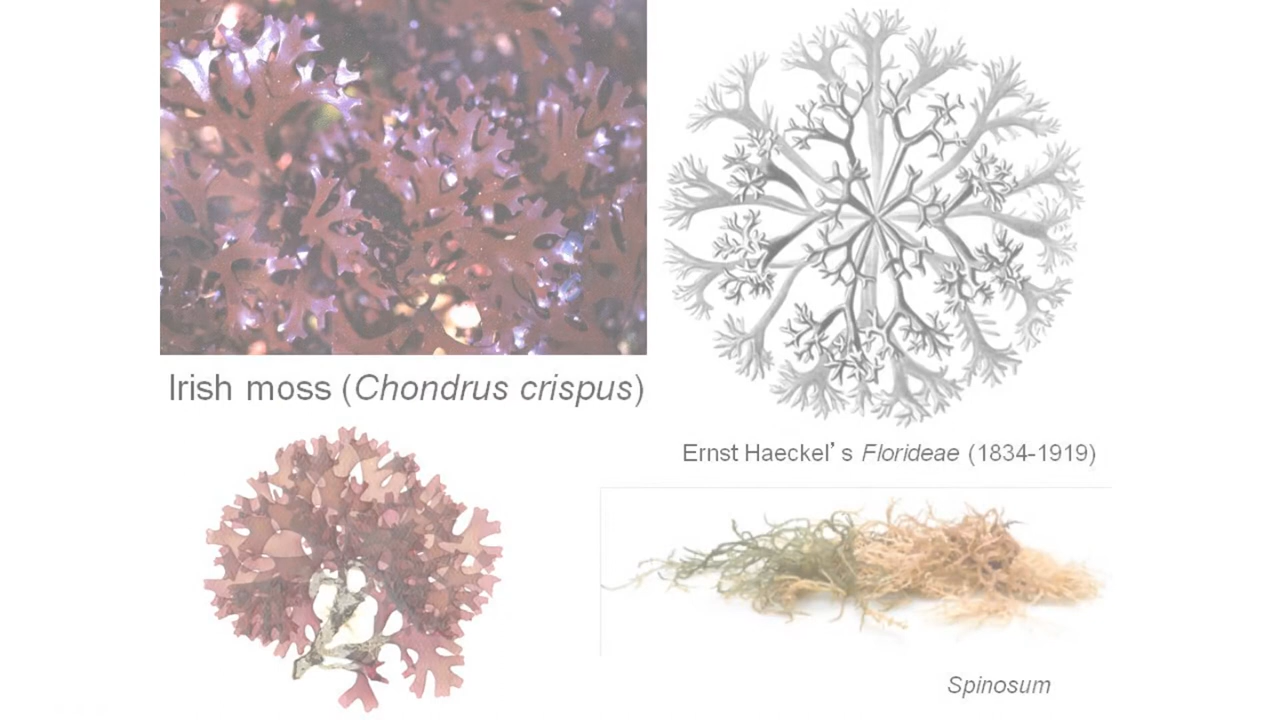 Irish moss (Chondrus crispus)
Ernst Haeckel’ s Florideae (1834-1919)
Spinosum